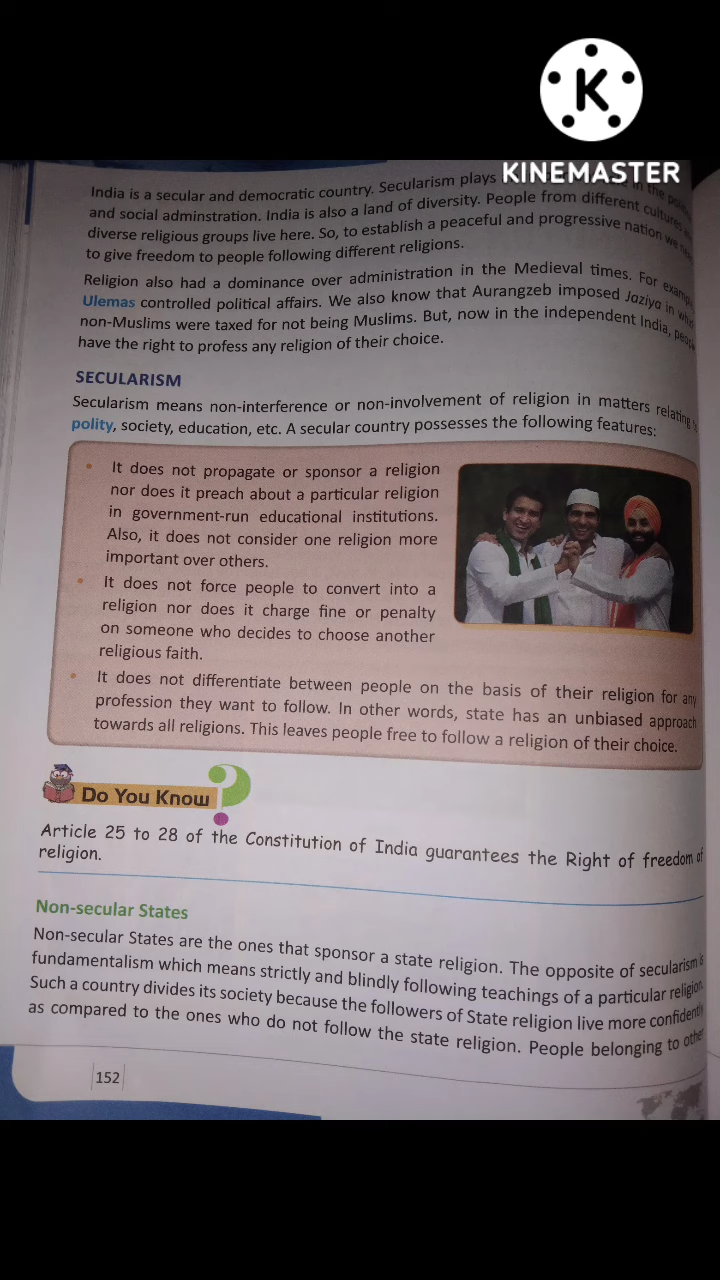 K
KINEMASTER
India is a secular and democratic country. Secularism plays in the
and social adminstration. India is also a land of diversity. People from different cultures
diverse religious groups live here. So, to establish a peaceful and progressive nation we
to give freedom to people following different religions.
Religion also had a dominance over administration in the Medieval times. For
Ulemas controlled political affairs. We also know that Aurangzeb imposed Jaziya in
non-Muslims were taxed for not being Muslims. But, now in the independent India,
have the right to profess any religion of their choice.
SECULARISM
Secularism means non-interference or non-involvement of religion in matters relating
polity, society, education, etc. A secular country possesses the following features:
• It does not propagate or sponsor a religion
nor does it preach about a particular religion
in government-run educational institutions.
Also, it does not consider one religion more
important over others.
• It does not force people to convert into a
religion nor does it charge fine or penalty
on someone who decides to choose another
religious faith.
• It does not differentiate between people on the basis of their religion for any
profession they want to follow. In other words, state has an unbiased approach
towards all religions. This leaves people free to follow a religion of their choice.
Do You Know ?
Article 25 to 28 of the Constitution of India guarantees the Right of freedom of
religion.
Non-secular States
Non-secular States are the ones that sponsor a state religion. The opposite of secularism is
fundamentalism which means strictly and blindly following teachings of a particular religion.
Such a country divides its society because the followers of State religion live more confidently
as compared to the ones who do not follow the state religion. People belonging to other
152